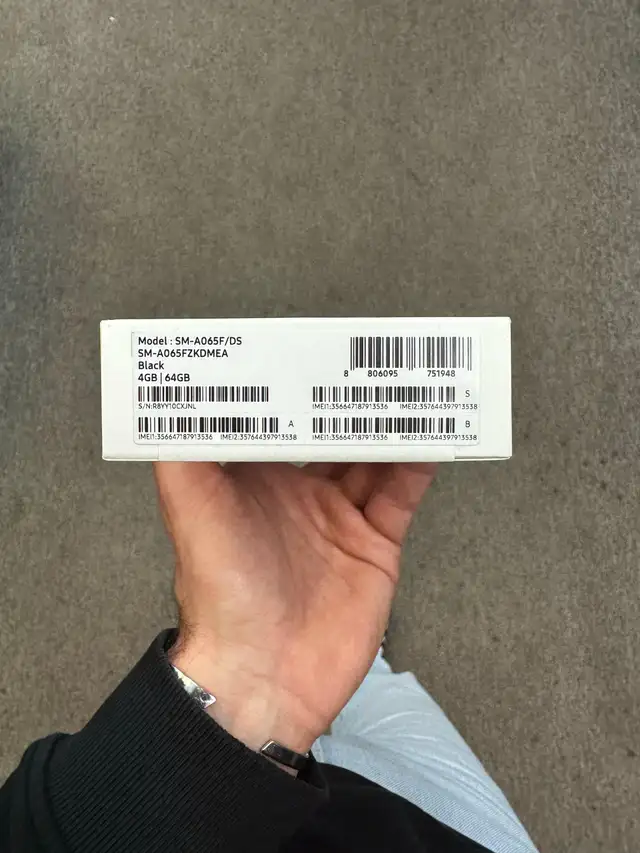 Model : SM-A065F/DS
SM-A065FZKDMEA
Black
4GB | 64GB
8 806095 751948
S/N:R8YY10CXJNL
S
IMEI1:356647187913536 IMEI2:357644397913538
A
IMEI1:356647187913536 IMEI2:357644397913538
B
IMEI1:356647187913536 IMEI2:357644397913538